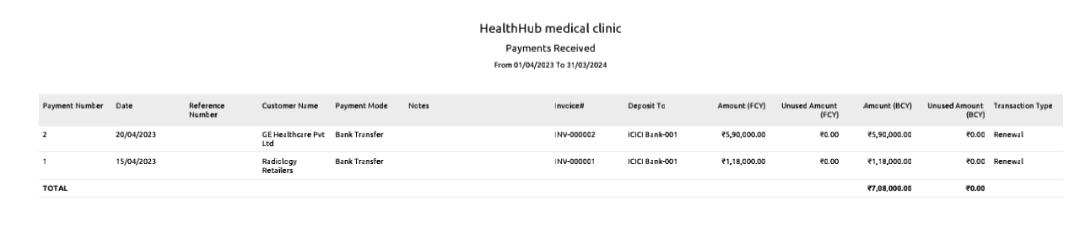 HealthHub medical clinic
Payments Received
From 01/04/2023 To 31/03/2024
Payment Number Date Reference Number Customer Name Payment Mode Notes Invoice# Deposit To Amount (FCY) Unused Amount (FCY) Amount (BCY) Unused Amount (BCY) Transaction Type
2 20/04/2023 GE Healthcare Pvt Ltd Bank Transfer INV-000002 ICICI Bank-001 ₹5,90,000.00 ₹0.00 ₹5,90,000.00 ₹0.00 Renewal
1 15/04/2023 Radiology Retailers Bank Transfer INV-000001 ICICI Bank-001 ₹1,18,000.00 ₹0.00 ₹1,18,000.00 ₹0.00 Renewal
TOTAL ₹7,08,000.00 ₹0.00